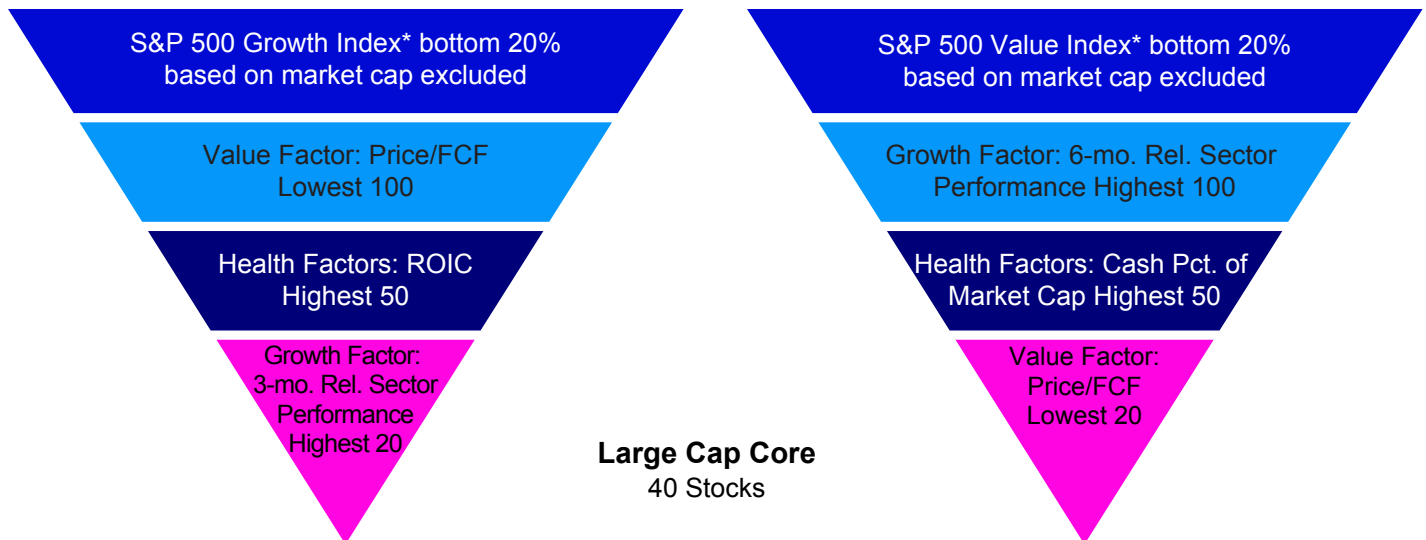 S&P 500 Growth Index* bottom 20%
based on market cap excluded
Value Factor: Price/FCF
Lowest 100
Health Factors: ROIC
Highest 50
Growth Factor:
3-mo. Rel. Sector
Performance
Highest 20
S&P 500 Value Index* bottom 20%
based on market cap excluded
Growth Factor: 6-mo. Rel. Sector
Performance Highest 100
Health Factors: Cash Pct. of
Market Cap Highest 50
Value Factor:
Price/FCF
Lowest 20
Large Cap Core
40 Stocks